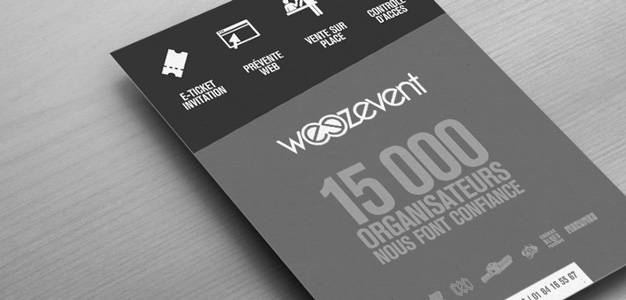 E-TICKET
INVITATION
PRÉVENTE
WEB
VENTE SUR
PLACE
CONTRÔLE
D'ACCÈS
weezevent
15 000
ORGANISATEURS
NOUS FONT CONFIANCE
01 84 16 55 67